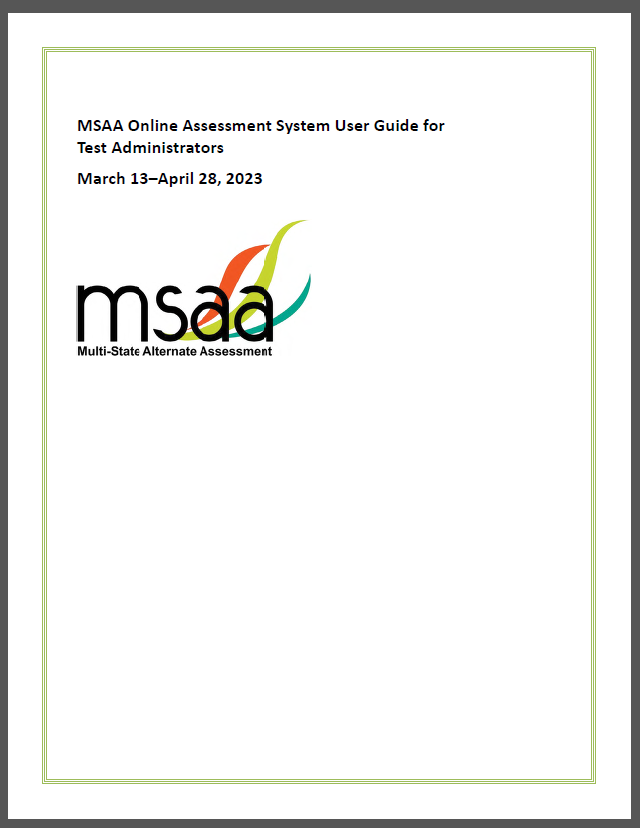 MSAA Online Assessment System User Guide for
Test Administrators
March 13–April 28, 2023
msaa
Multi-State Alternate Assessment